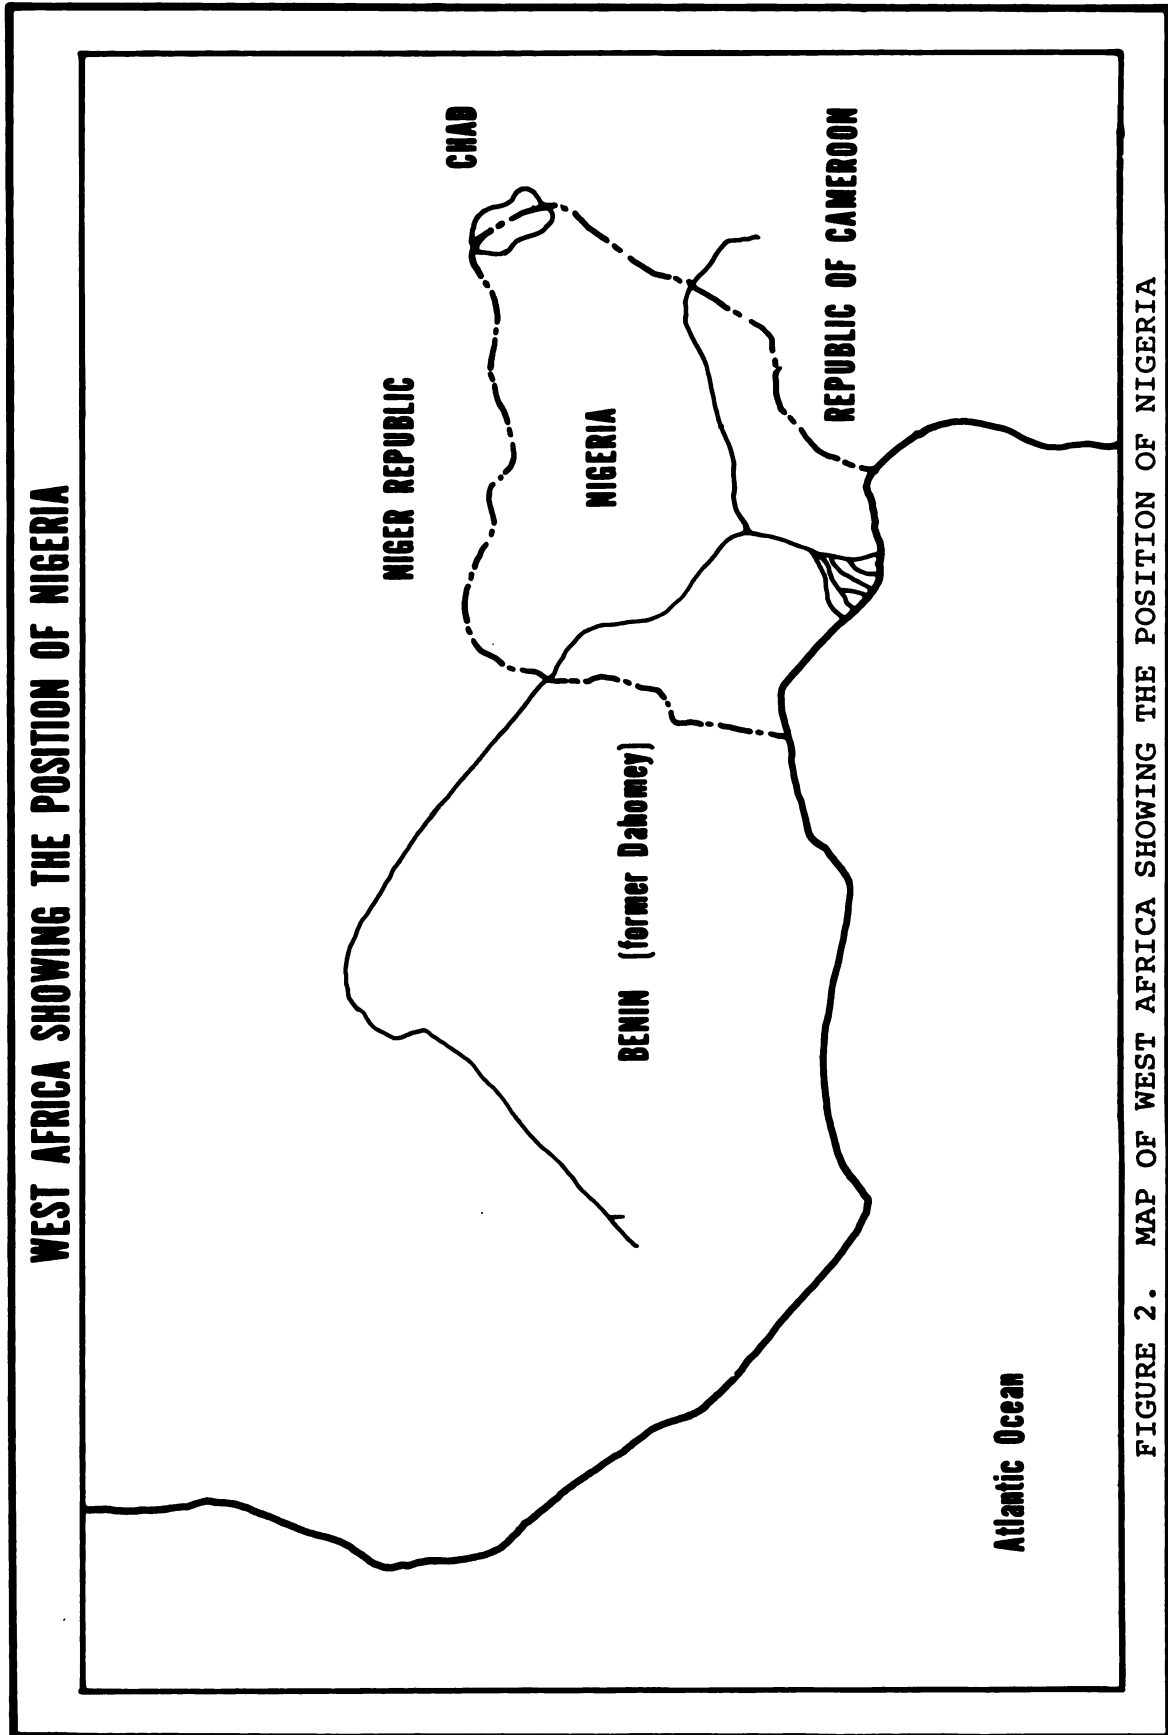 WEST AFRICA SHOWING THE POSITION OF NIGERIA
CHAD
NIGER REPUBLIC
NIGERIA
REPUBLIC OF CAMEROON
BENIN (former Dahomey)
Atlantic Ocean
FIGURE 2. MAP OF WEST AFRICA SHOWING THE POSITION OF NIGERIA